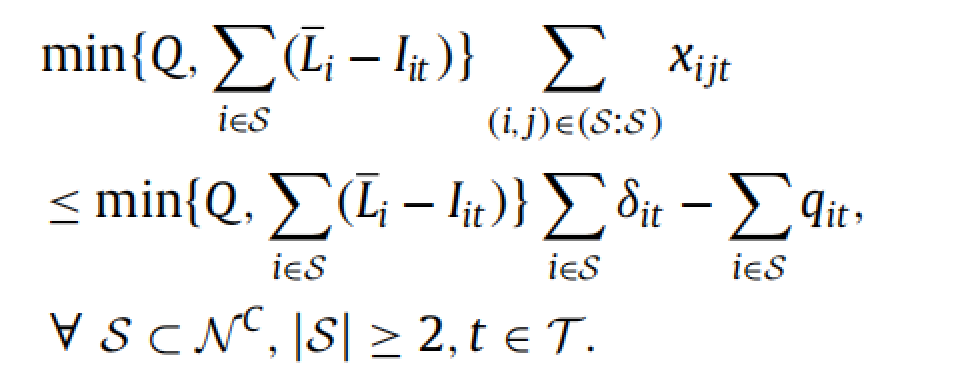 min{Q, ∑_{i∈𝒮} (L̄_i − I_{it})} ∑_{(i,j)∈(𝒮:𝒮)} x_{ijt}
≤ min{Q, ∑_{i∈𝒮} (L̄_i − I_{it})} ∑_{i∈𝒮} δ_{it} − ∑_{i∈𝒮} q_{it},
∀ 𝒮 ⊂ 𝒩^C, |𝒮| ≥ 2, t ∈ 𝒯.